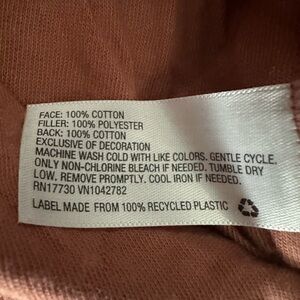 FACE: 100% COTTON
FILLER: 100% POLYESTER
BACK: 100% COTTON
EXCLUSIVE OF DECORATION
MACHINE WASH COLD WITH LIKE COLORS. GENTLE CYCLE.
ONLY NON-CHLORINE BLEACH IF NEEDED. TUMBLE DRY
LOW. REMOVE PROMPTLY. COOL IRON IF NEEDED.
RN17730 VN1042782
LABEL MADE FROM 100% RECYCLED PLASTIC